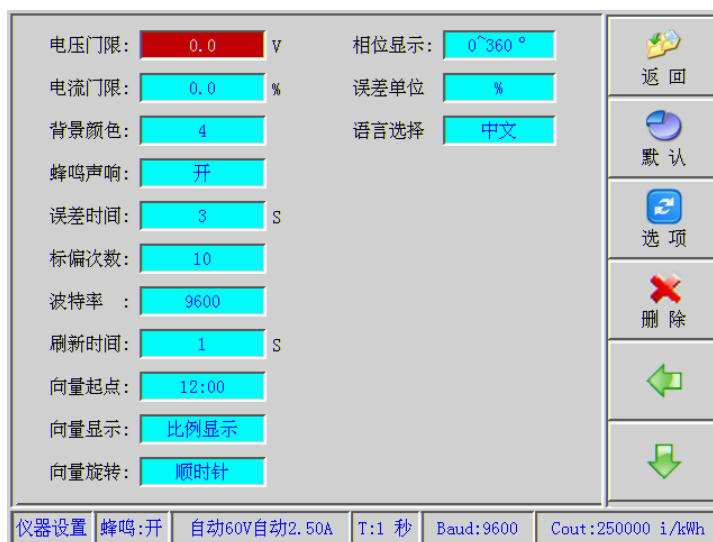 电压门限: 0.0 V 相位显示: 0~360 °
电流门限: 0.0 % 误差单位 %
背景颜色: 4 语言选择 中文
蜂鸣声响: 开
误差时间: 3 S
标偏次数: 10
波特率 : 9600
刷新时间: 1 S
向量起点: 12:00
向量显示: 比例显示
向量旋转: 顺时针
返 回
默 认
选 项
删 除
仪器设置 蜂鸣:开 自动60V自动2.50A T:1 秒 Baud:9600 Cout:250000 i/kWh